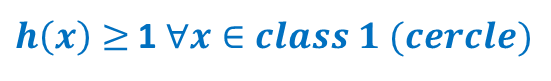 h(x) ≥ 1 ∀x ∈ class 1 (cercle)